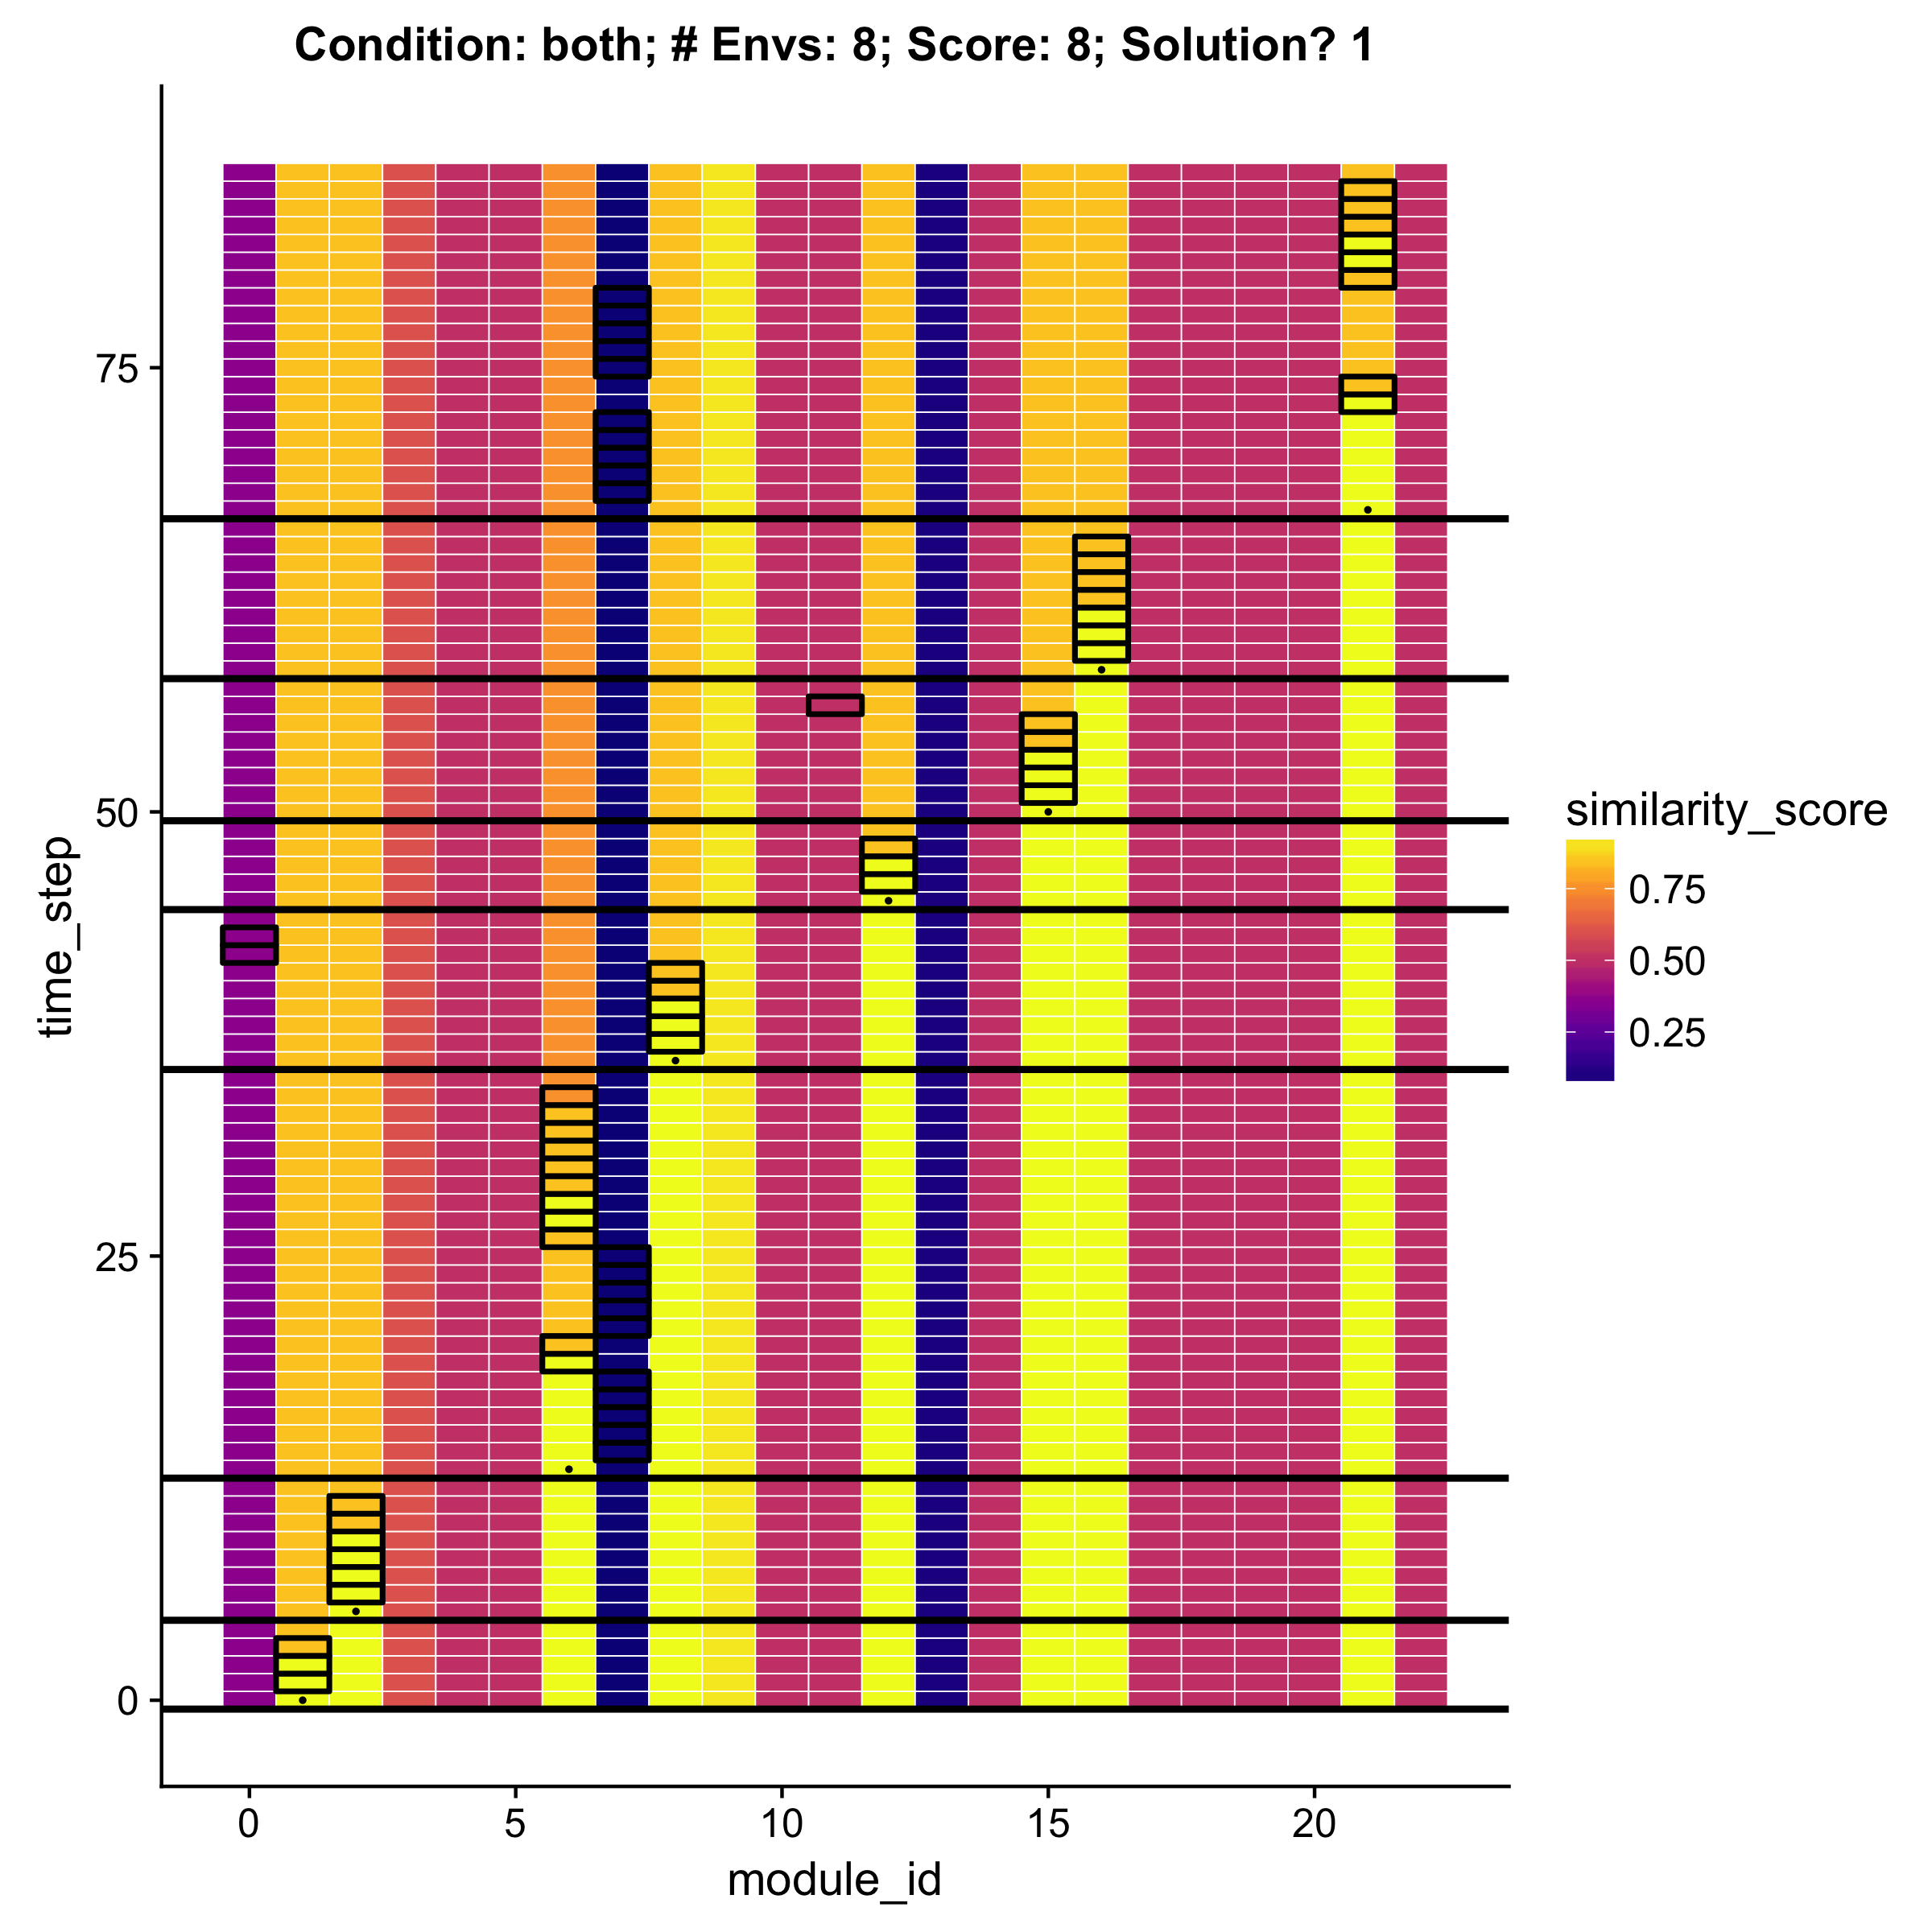 Condition: both; # Envs: 8; Score: 8; Solution? 1
75
50
25
0
time_step
0 5 10 15 20
module_id
similarity_score
0.75
0.50
0.25